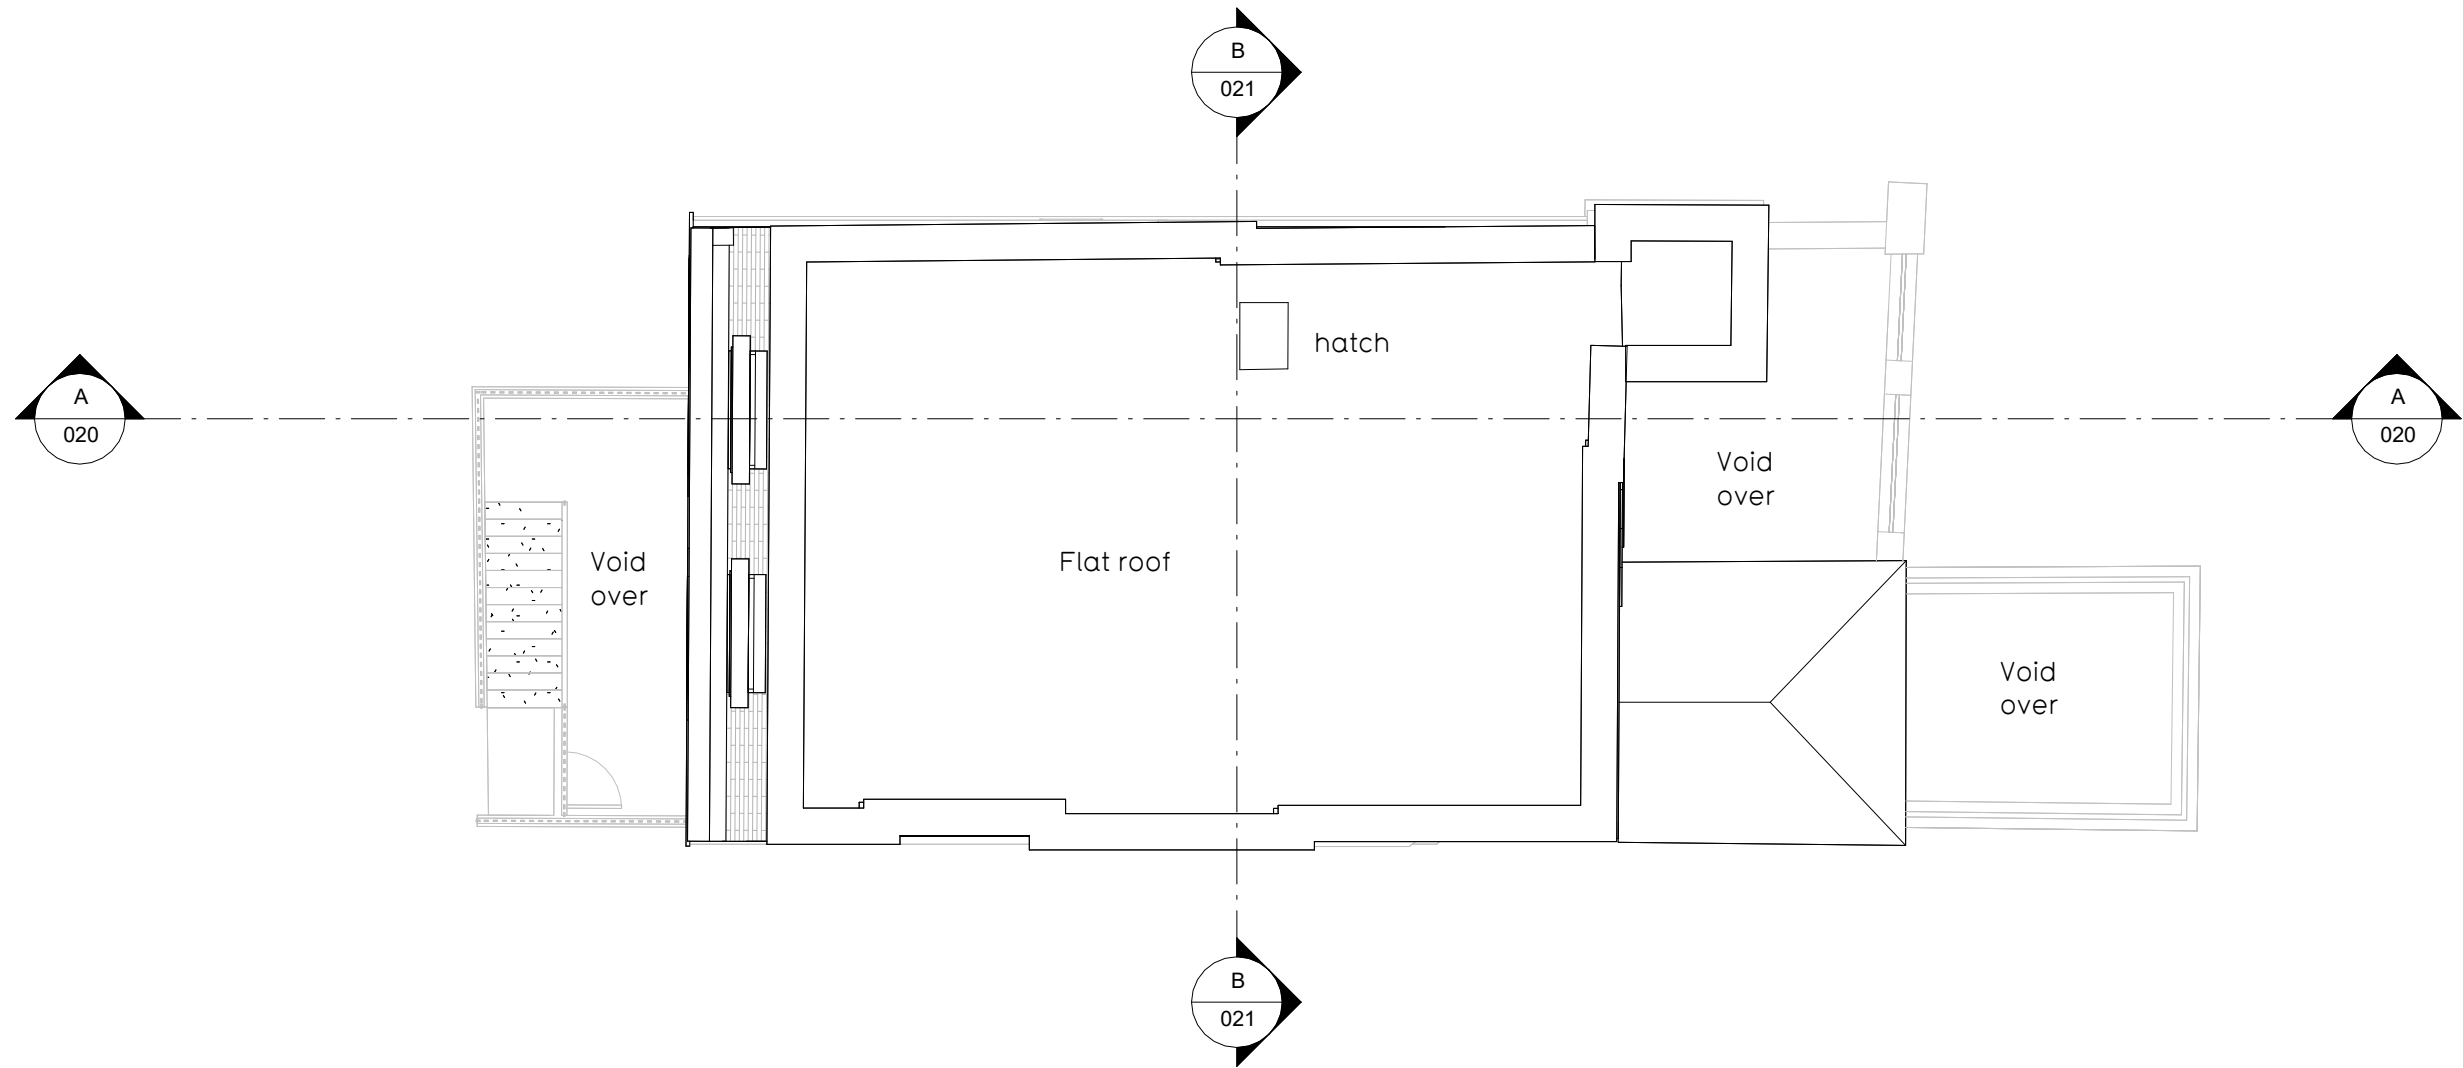 B
021
hatch
A
020
A
020
Void
over
Void
over
Flat roof
Void
over
B
021